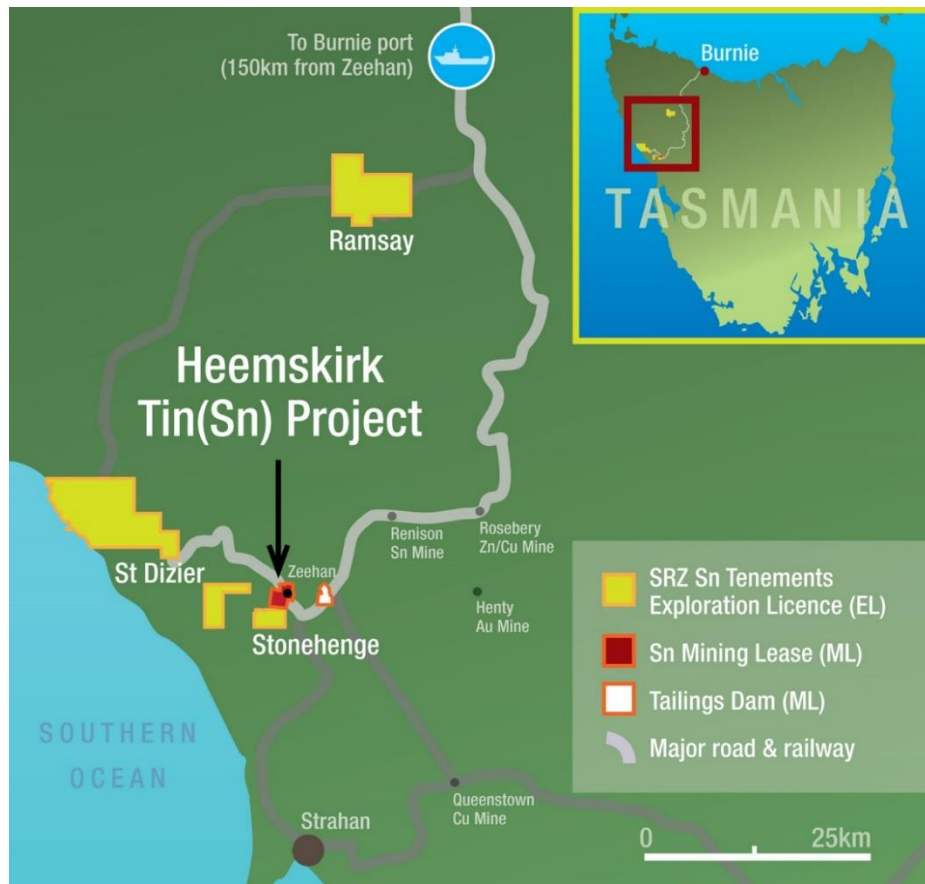 To Burnie port
(150km from Zeehan)
Burnie
TASMANIA
Ramsay
Heemskirk
Tin(Sn) Project
Renison
Sn Mine
Rosebery
Zn/Cu Mine
St Dizier
Zeehan
Henty
Au Mine
Stonehenge
SRZ Sn Tenements
Exploration Licence (EL)
Sn Mining Lease (ML)
Tailings Dam (ML)
Major road & railway
SOUTHERN
OCEAN
Queenstown
Cu Mine
Strahan
0 25km